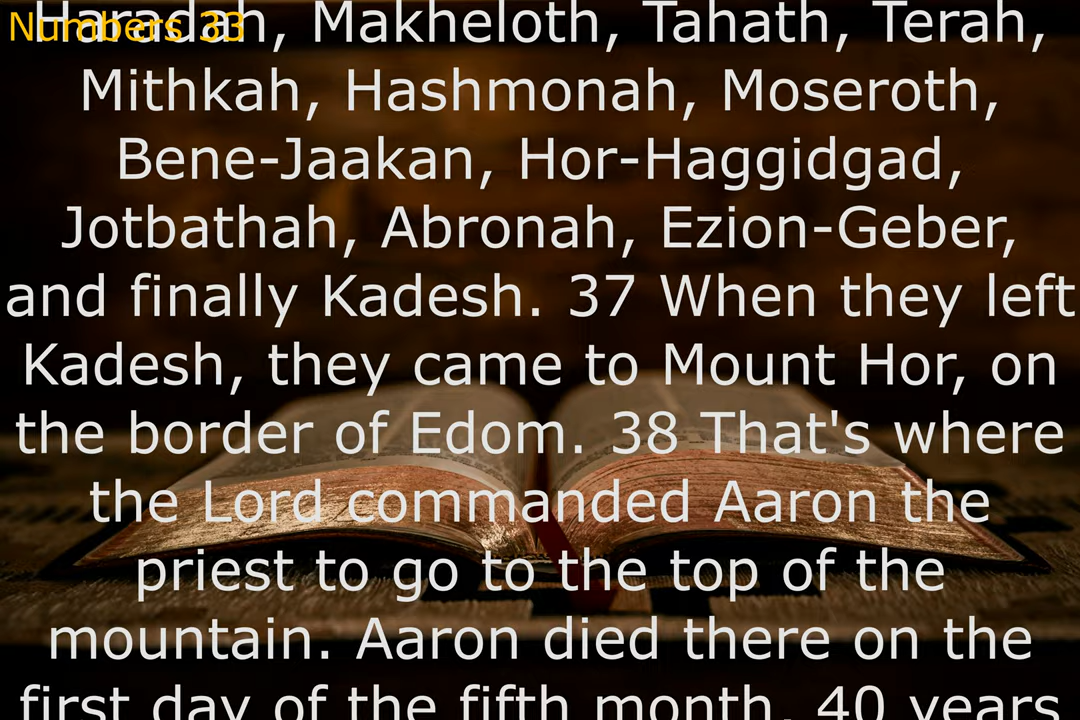 Numbers 33
Haradah, Makheloth, Tahath, Terah,
Mithkah, Hashmonah, Moseroth,
Bene-Jaakan, Hor-Haggidgad,
Jotbathah, Abronah, Ezion-Geber,
and finally Kadesh. 37 When they left
Kadesh, they came to Mount Hor, on
the border of Edom. 38 That's where
the Lord commanded Aaron the
priest to go to the top of the
mountain. Aaron died there on the
first day of the fifth month, 40 years